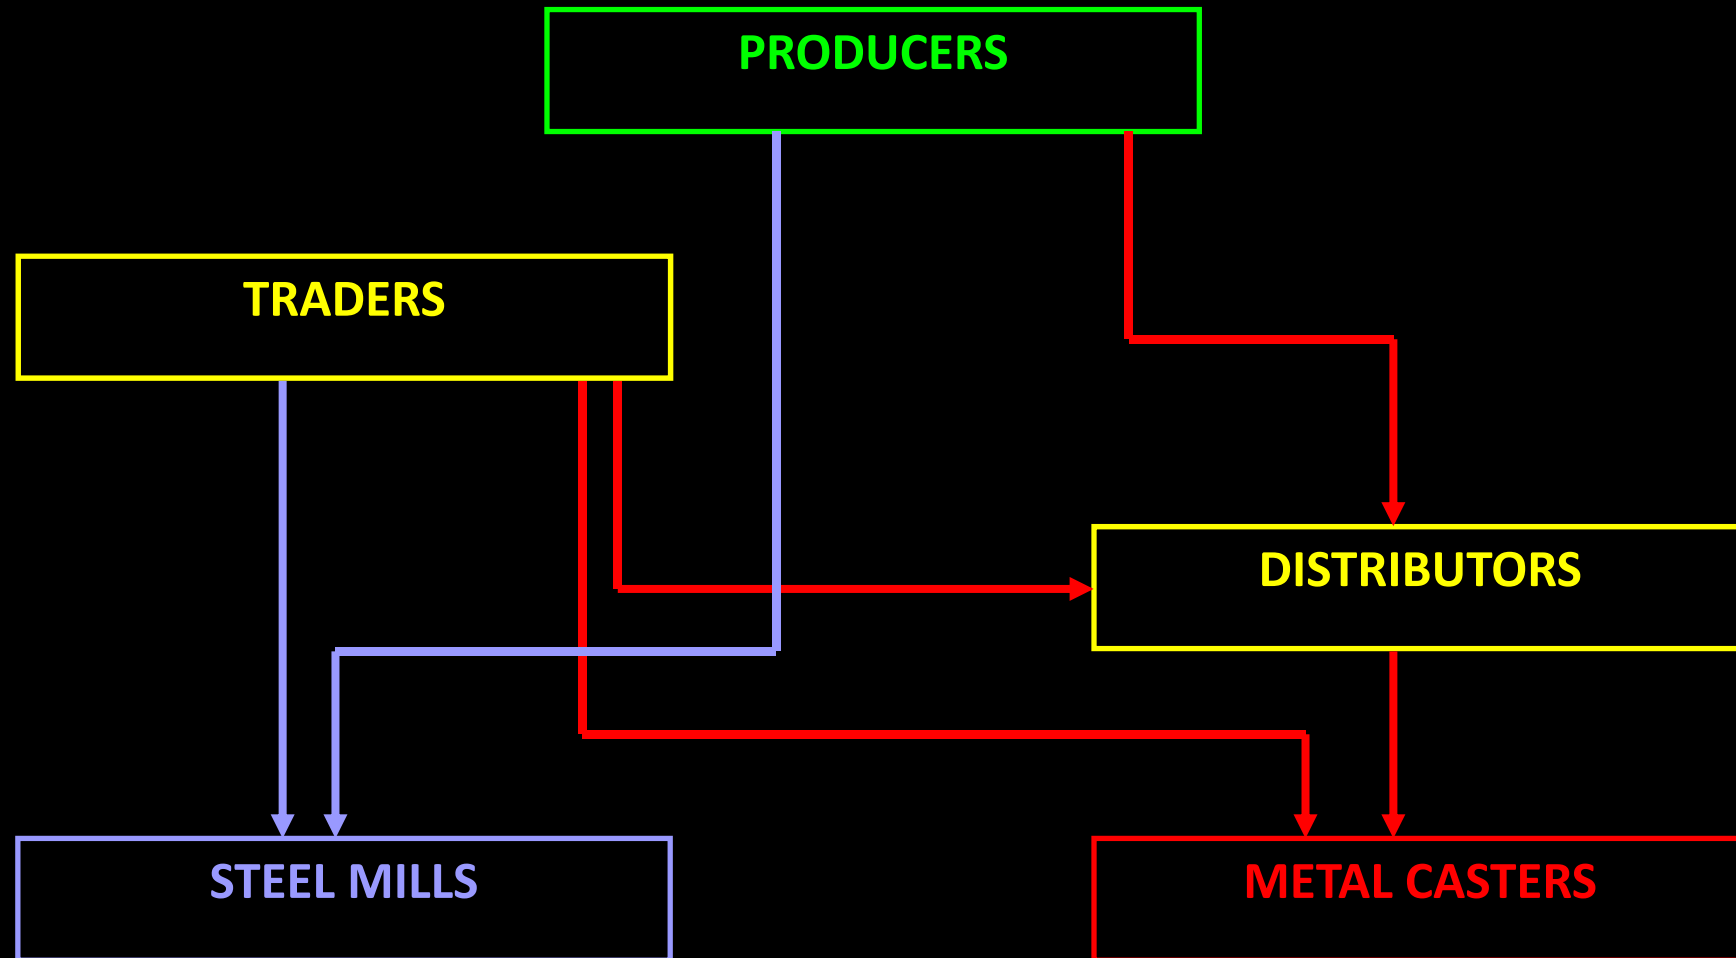 PRODUCERS
TRADERS
DISTRIBUTORS
STEEL MILLS
METAL CASTERS